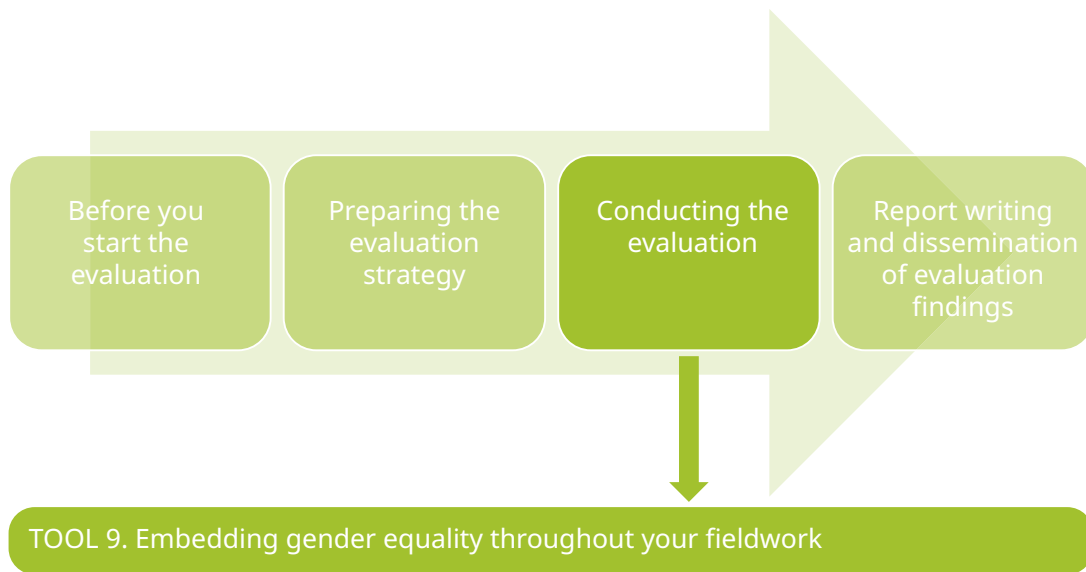 Before you
start the
evaluation
Preparing the
evaluation
strategy
Conducting the
evaluation
Report writing
and dissemination
of evaluation
findings
TOOL 9. Embedding gender equality throughout your fieldwork